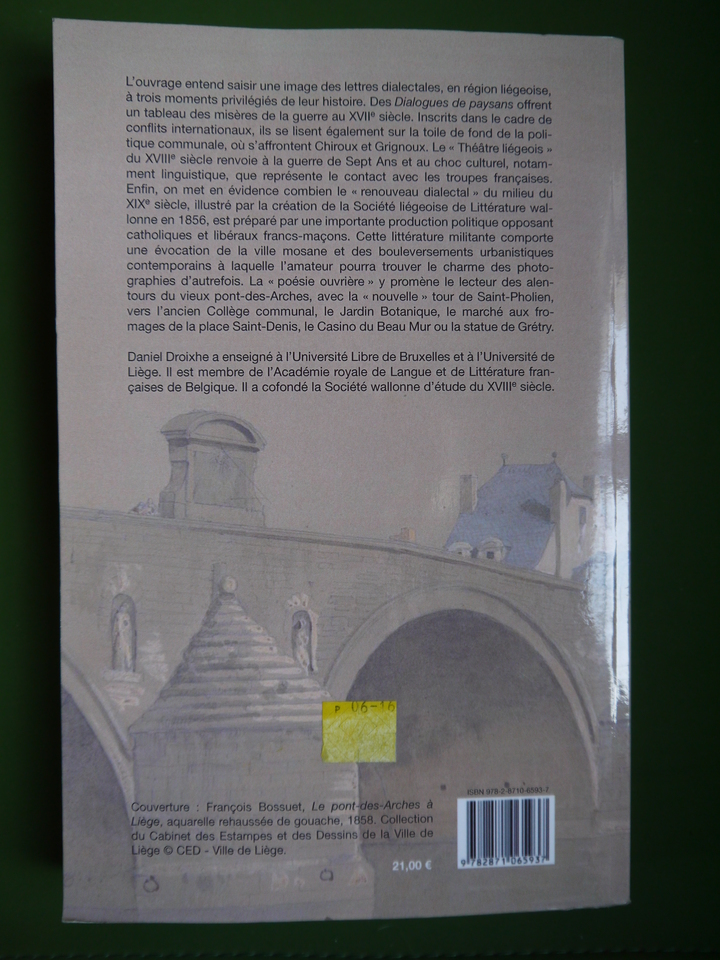 L'ouvrage entend saisir une image des lettres dialectales, en région liégeoise,
à trois moments privilégiés de leur histoire. Des Dialogues de paysans offrent
un tableau des misères de la guerre au XVIIe siècle. Inscrits dans le cadre de
conflits internationaux, ils se lisent également sur la toile de fond de la poli-
tique communale, où s'affrontent Chiroux et Grignoux. Le « Théâtre liégeois »
du XVIIIe siècle renvoie à la guerre de Sept Ans et au choc culturel, notam-
ment linguistique, que représente le contact avec les troupes françaises.
Enfin, on met en évidence combien le « renouveau dialectal » du milieu du
XIXe siècle, illustré par la création de la Société liégeoise de Littérature wal-
lonne en 1856, est préparé par une importante production politique opposant
catholiques et libéraux francs-maçons. Cette littérature militante comporte
une évocation de la ville mosane et des bouleversements urbanistiques
contemporains à laquelle l'amateur pourra trouver le charme des photo-
graphies d'autrefois. La « poésie ouvrière » y promène le lecteur des alen-
tours du vieux pont-des-Arches, avec la « nouvelle » tour de Saint-Pholien,
vers l'ancien Collège communal, le Jardin Botanique, le marché aux fro-
mages de la place Saint-Denis, le Casino du Beau Mur ou la statue de Grétry.
Daniel Droixhe a enseigné à l'Université Libre de Bruxelles et à l'Université de
Liège. Il est membre de l'Académie royale de Langue et de Littérature fran-
çaises de Belgique. Il a cofondé la Société wallonne d'étude du XVIIIe siècle.
P 06-16
Couverture : François Bossuet, Le pont-des-Arches à
Liège, aquarelle rehaussée de gouache, 1858. Collection
du Cabinet des Estampes et des Dessins de la Ville de
Liège © CED - Ville de Liège.
21,00 €
ISBN 978-2-8710-6593-7
9 782871 065937